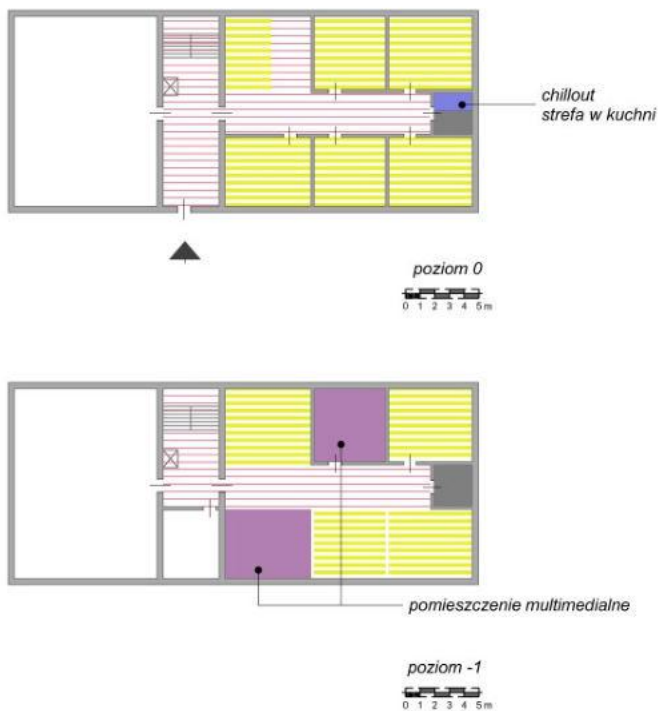 chillout
strefa w kuchni
poziom 0
0 1 2 3 4 5m
pomieszczenie multimedialne
poziom -1
0 1 2 3 4 5m